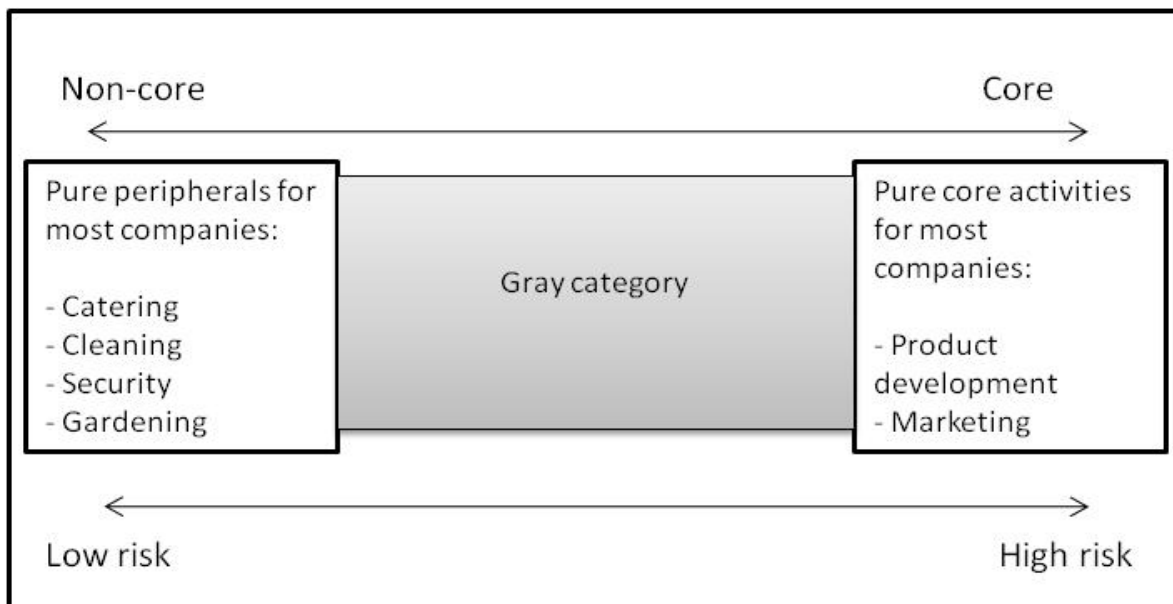 Non-core
Core
Pure peripherals for
most companies:
- Catering
- Cleaning
- Security
- Gardening
Gray category
Pure core activities
for most
companies:
- Product
development
- Marketing
Low risk
High risk